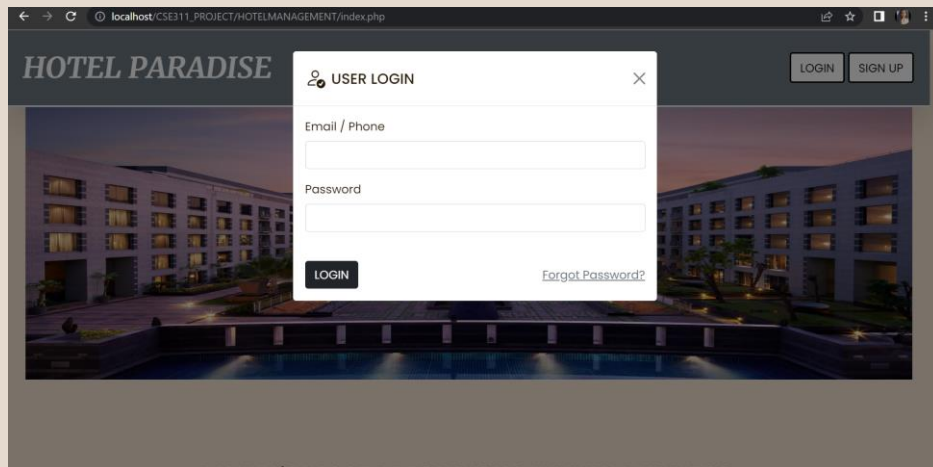 localhost/CSE311_PROJECT/HOTELMANAGEMENT/index.php
HOTEL PARADISE
LOGIN
SIGN UP
USER LOGIN
Email / Phone
Password
LOGIN
Forgot Password?